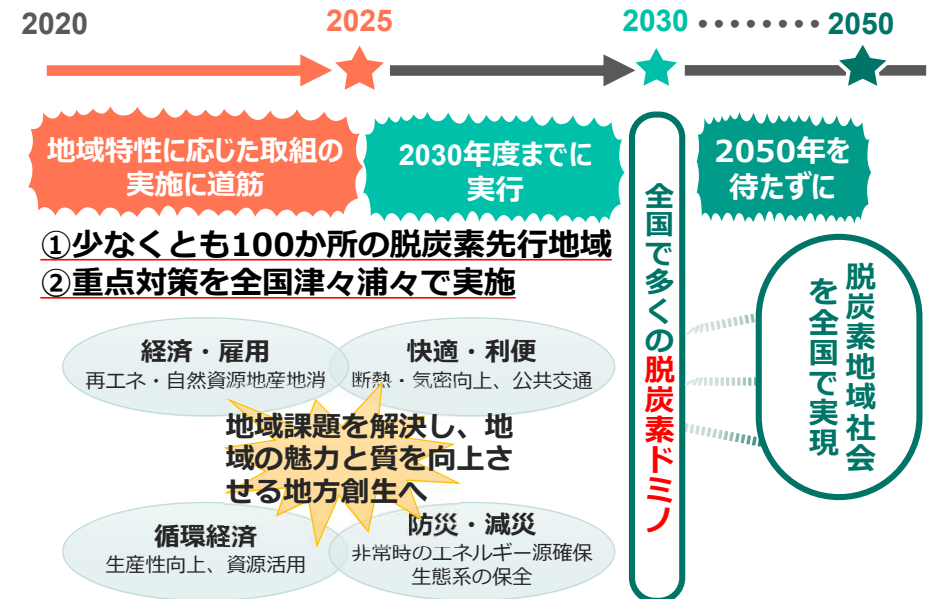 2020
2025
2030
2050
地域特性に応じた取組の
実施に道筋
2030年度までに
実行
2050年を
待たずに
①少なくとも100か所の脱炭素先行地域
②重点対策を全国津々浦々で実施
経済・雇用
再エネ・自然資源地産地消
快適・利便
断熱・気密向上、公共交通
地域課題を解決し、地
域の魅力と質を向上さ
せる地方創生へ
循環経済
生産性向上、資源活用
防災・減災
非常時のエネルギー源確保
生態系の保全
全国で多くの脱炭素ドミノ
脱炭素地域社会
を全国で実現